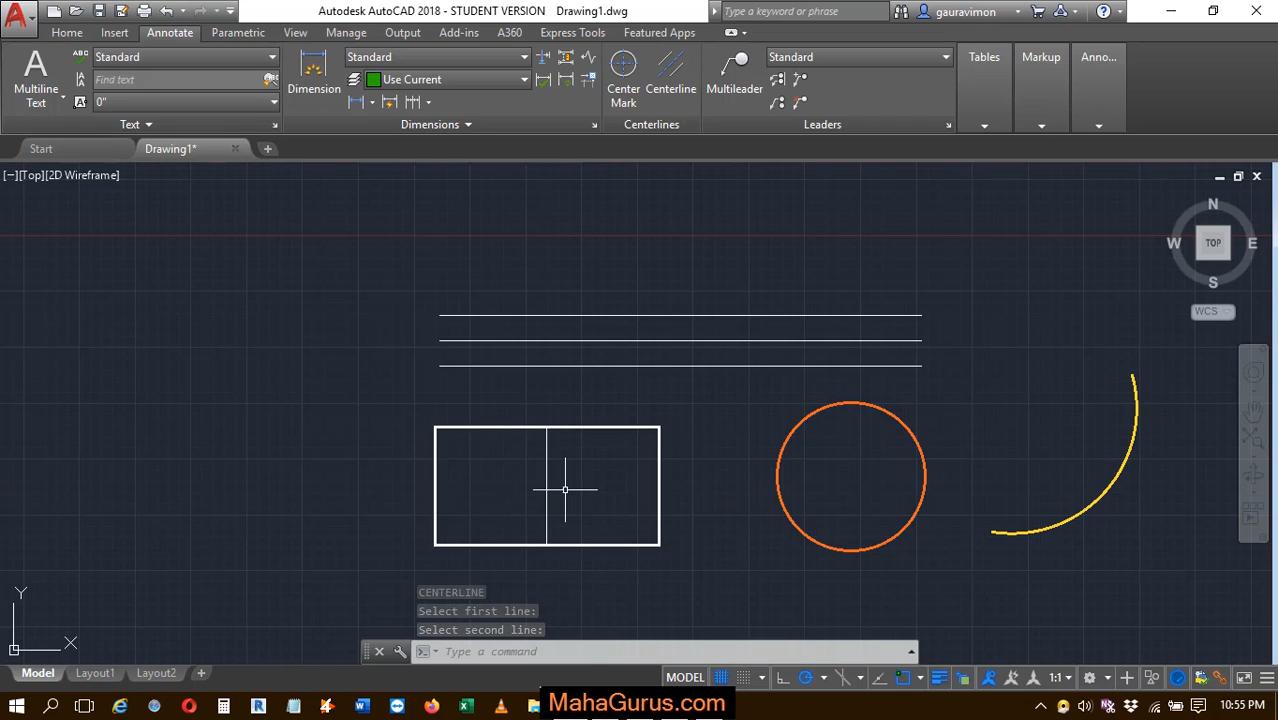 Autodesk AutoCAD 2018 - STUDENT VERSION Drawing1.dwg
Type a keyword or phrase
gauravimon
Home Insert Annotate Parametric View Manage Output Add-ins A360 Express Tools Featured Apps
Standard
Find text
0"
Multiline
Text
Text
Standard
Use Current
Dimension
Dimensions
Center
Mark
Centerline
Centerlines
Multileader
Standard
Leaders
Tables
Markup
Anno...
Start
Drawing1*
[−][Top][2D Wireframe]
N
W
TOP
E
S
WCS
Y
X
CENTERLINE
Select first line:
Select second line:
Type a command
Model Layout1 Layout2
MODEL
1:1
MahaGurus.com
10:55 PM